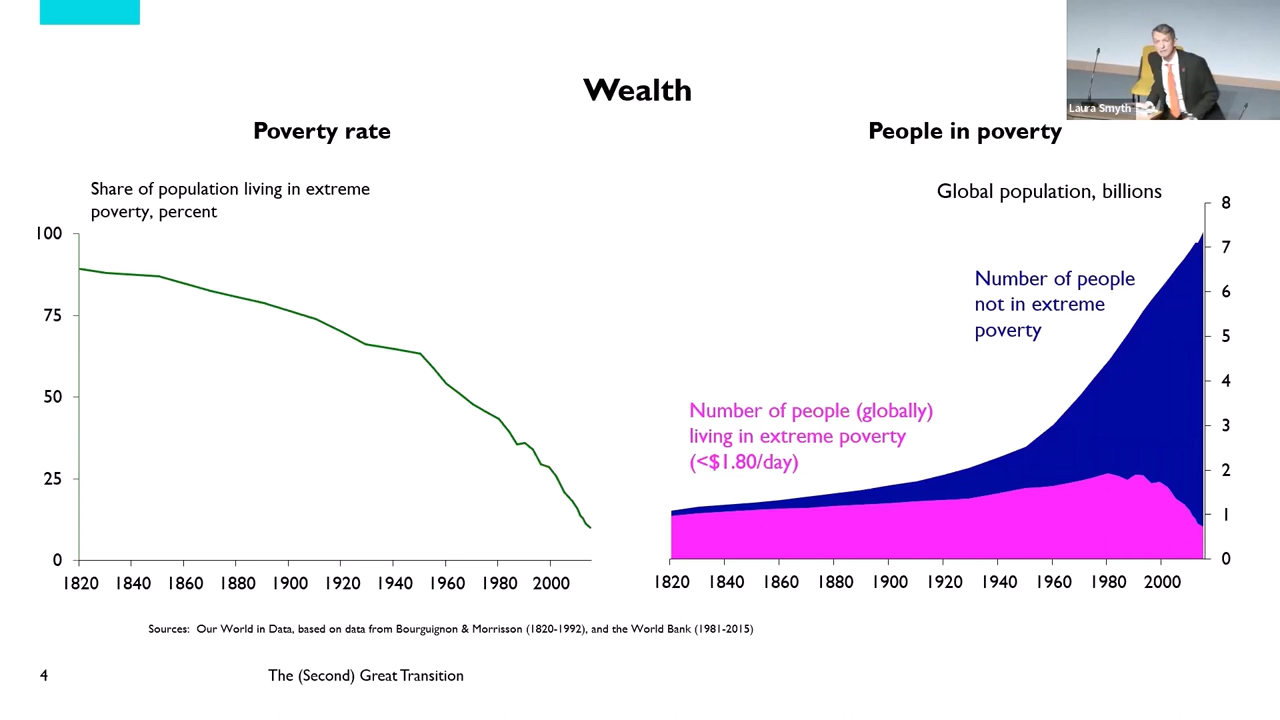 Wealth
Laura Smyth
Poverty rate
Share of population living in extreme
poverty, percent
100
75
50
25
0
1820 1840 1860 1880 1900 1920 1940 1960 1980 2000
People in poverty
Global population, billions
8
7
6
5
4
3
2
1
0
Number of people
not in extreme
poverty
Number of people (globally)
living in extreme poverty
(<$1.80/day)
1820 1840 1860 1880 1900 1920 1940 1960 1980 2000
Sources: Our World in Data, based on data from Bourguignon & Morrisson (1820-1992), and the World Bank (1981-2015)
4 The (Second) Great Transition